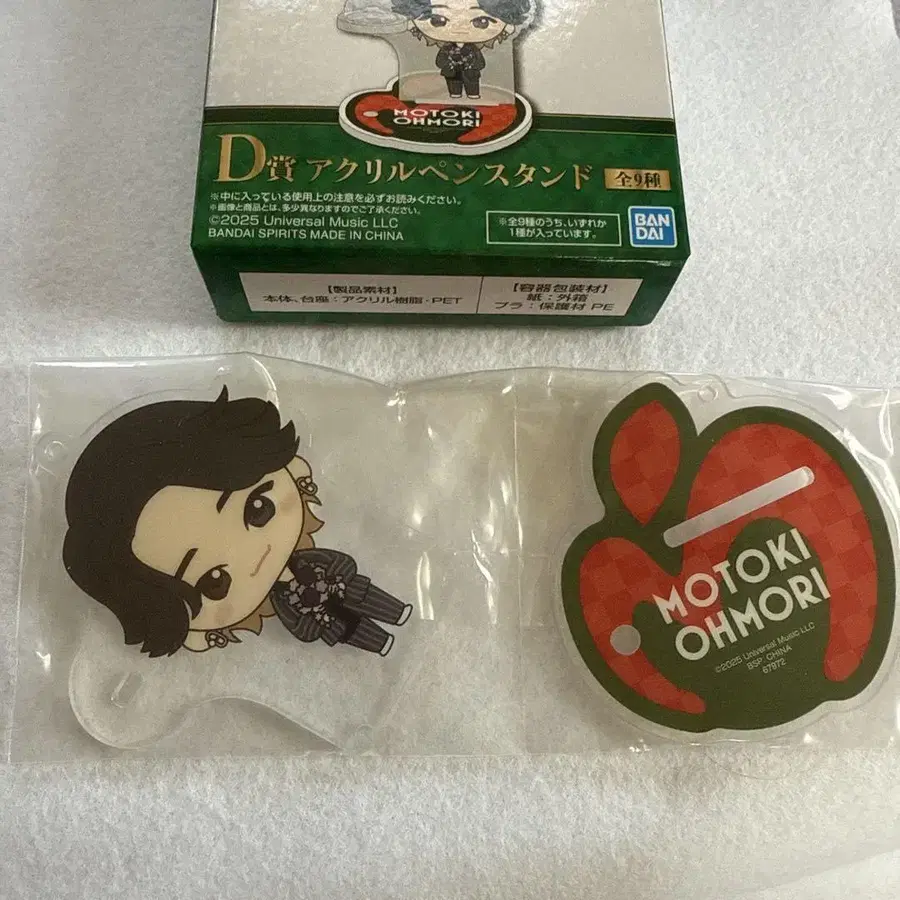 MOTOKI
OHMORI
D賞 アクリルペンスタンド 全9種
※中に入っている使用上の注意を必ずお読みください。
※画像と商品とは、多少異なりますのでご了承ください。
©2025 Universal Music LLC
BANDAI SPIRITS MADE IN CHINA
※全9種のうち、いずれか
1種が入っています。
BAN
DAI
【製品素材】
本体、台座：アクリル樹脂・PET
【容器包装材】
紙：外箱
プラ：保護材 PE
MOTOKI
OHMORI
©2025 Universal Music LLC
BSP CHINA
67972